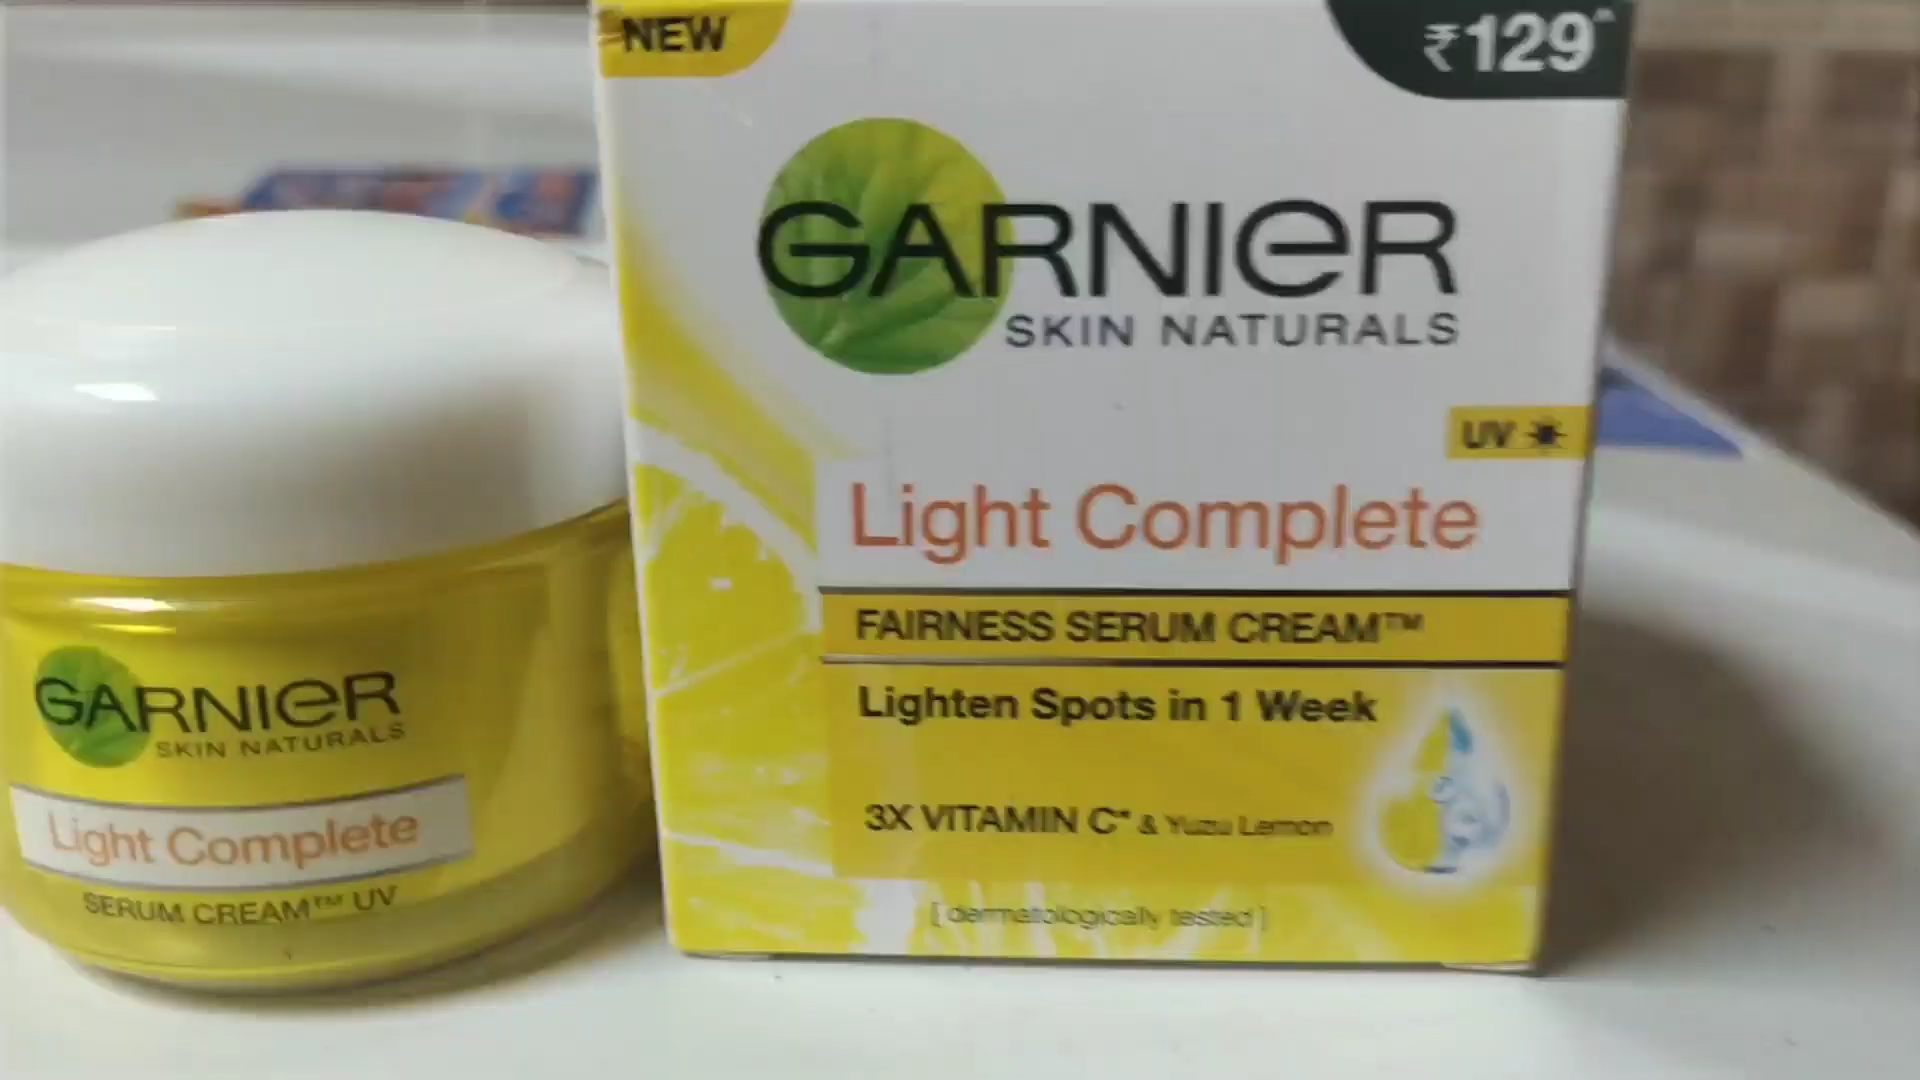 NEW
₹129^
GARNIER
SKIN NATURALS
UV
Light Complete
FAIRNESS SERUM CREAM™
Lighten Spots in 1 Week
3X VITAMIN C* & Yuzu Lemon
[ dermatologically tested ]
GARNIER
SKIN NATURALS
Light Complete
SERUM CREAM™ UV